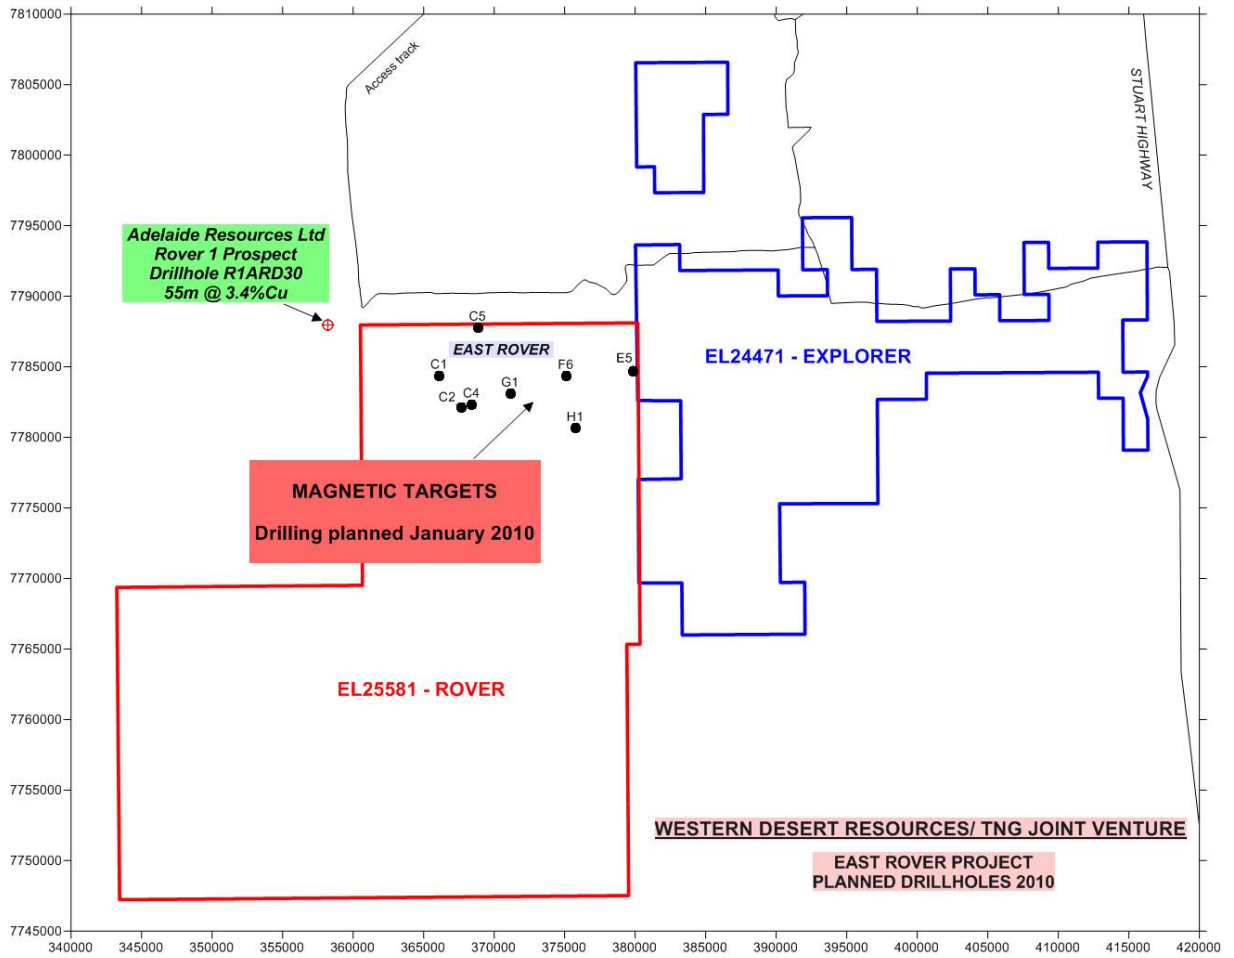 7810000
7805000
7800000
7795000
7790000
7785000
7780000
7775000
7770000
7765000
7760000
7755000
7750000
7745000
340000 345000 350000 355000 360000 365000 370000 375000 380000 385000 390000 395000 400000 405000 410000 415000 420000
Access track
STUART HIGHWAY
Adelaide Resources Ltd
Rover 1 Prospect
Drillhole R1ARD30
55m @ 3.4%Cu
C5
EAST ROVER
C1
C2
C4
G1
F6
E5
H1
EL24471 - EXPLORER
MAGNETIC TARGETS
Drilling planned January 2010
EL25581 - ROVER
WESTERN DESERT RESOURCES/ TNG JOINT VENTURE
EAST ROVER PROJECT
PLANNED DRILLHOLES 2010